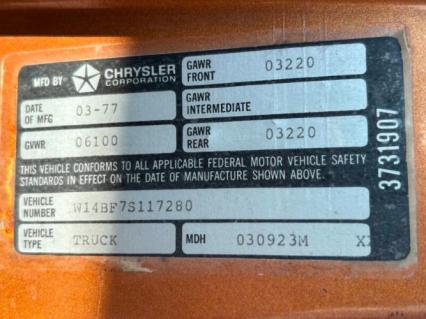 MFD BY CHRYSLER CORPORATION
GAWR FRONT 03220
DATE OF MFG 03-77
GAWR INTERMEDIATE
GVWR 06100
GAWR REAR 03220
THIS VEHICLE CONFORMS TO ALL APPLICABLE FEDERAL MOTOR VEHICLE SAFETY
STANDARDS IN EFFECT ON THE DATE OF MANUFACTURE SHOWN ABOVE.
VEHICLE NUMBER W14BF7S117280
VEHICLE TYPE TRUCK
MDH 030923M
3731907